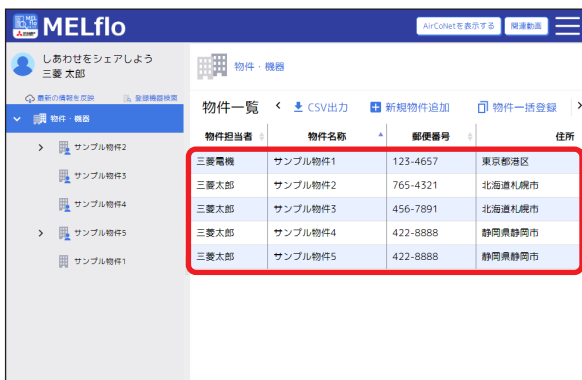 MEL flo
MELflo
AirCoNetを表示する
関連動画
しあわせをシェアしよう
三菱 太郎
最新の情報を反映
登録機器検索
物件・機器
サンプル物件2
サンプル物件3
サンプル物件4
サンプル物件5
サンプル物件1
物件・機器
物件一覧 CSV出力 新規物件追加 物件一括登録
物件担当者 物件名称 郵便番号 住所
三菱電機 サンプル物件1 123-4657 東京都港区
三菱太郎 サンプル物件2 765-4321 北海道札幌市
三菱太郎 サンプル物件3 456-7891 北海道札幌市
三菱太郎 サンプル物件4 422-8888 静岡県静岡市
三菱太郎 サンプル物件5 422-8888 静岡県静岡市